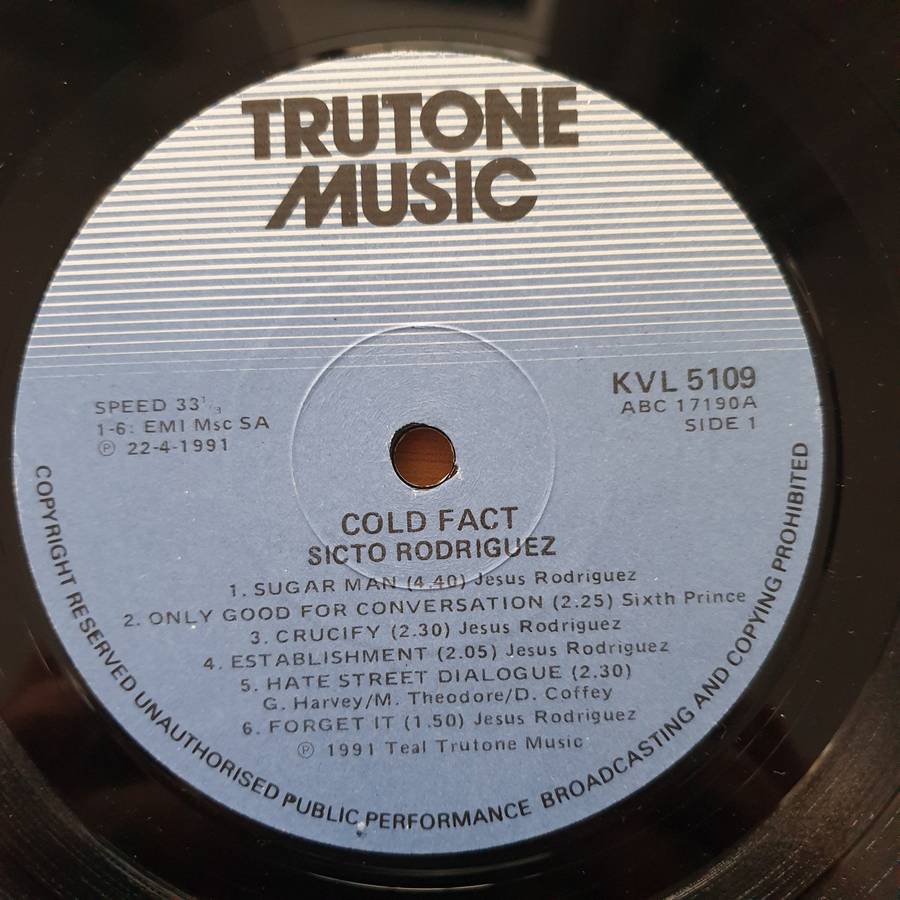 TRUTONE
MUSIC
SPEED 33 1/3
1-6: EMI Msc SA
℗ 22-4-1991
KVL 5109
ABC 17190A
SIDE 1
COLD FACT
SICTO RODRIGUEZ
1. SUGAR MAN (4.40) Jesus Rodriguez
2. ONLY GOOD FOR CONVERSATION (2.25) Sixth Prince
3. CRUCIFY (2.30) Jesus Rodriguez
4. ESTABLISHMENT (2.05) Jesus Rodriguez
5. HATE STREET DIALOGUE (2.30)
G. Harvey/M. Theodore/D. Coffey
6. FORGET IT (1.50) Jesus Rodriguez
℗ 1991 Teal Trutone Music
COPYRIGHT RESERVED UNAUTHORISED PUBLIC PERFORMANCE BROADCASTING AND COPYING PROHIBITED